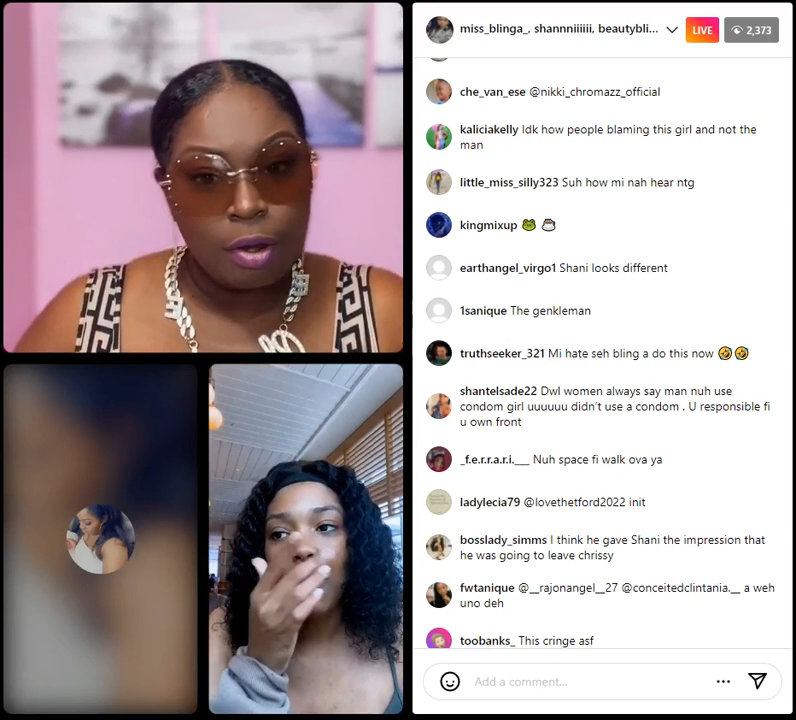 miss_blinga_, shannniiiiii, beautybli...
LIVE
2,373
che_van_ese @nikki_chromazz_official
kaliciakelly Idk how people blaming this girl and not the
man
little_miss_silly323 Suh how mi nah hear ntg
kingmixup 🐸 ☕
earthangel_virgo1 Shani looks different
1sanique The genkleman
truthseeker_321 Mi hate seh bling a do this now 🤣🤣
shantelsade22 Dwl women always say man nuh use
condom girl uuuuuu didn't use a condom . U responsible fi
u own front
_f.e.r.r.a.r.i.___ Nuh space fi walk ova ya
ladylecia79 @lovethetford2022 init
bosslady_simms I think he gave Shani the impression that
he was going to leave chrissy
fwtanique @__rajonangel__27 @conceitedclintania.__ a weh
uno deh
toobanks_ This cringe asf
Add a comment...